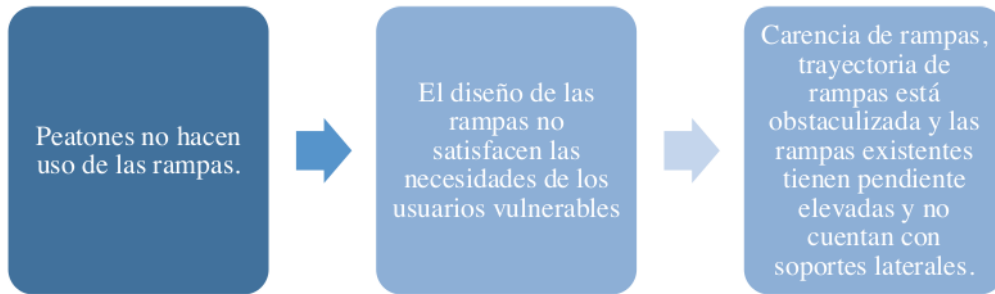 Peatones no hacen
uso de las rampas.
El diseño de las
rampas no
satisfacen las
necesidades de los
usuarios vulnerables
Carencia de rampas,
trayectoria de
rampas está
obstaculizada y las
rampas existentes
tienen pendiente
elevadas y no
cuentan con
soportes laterales.